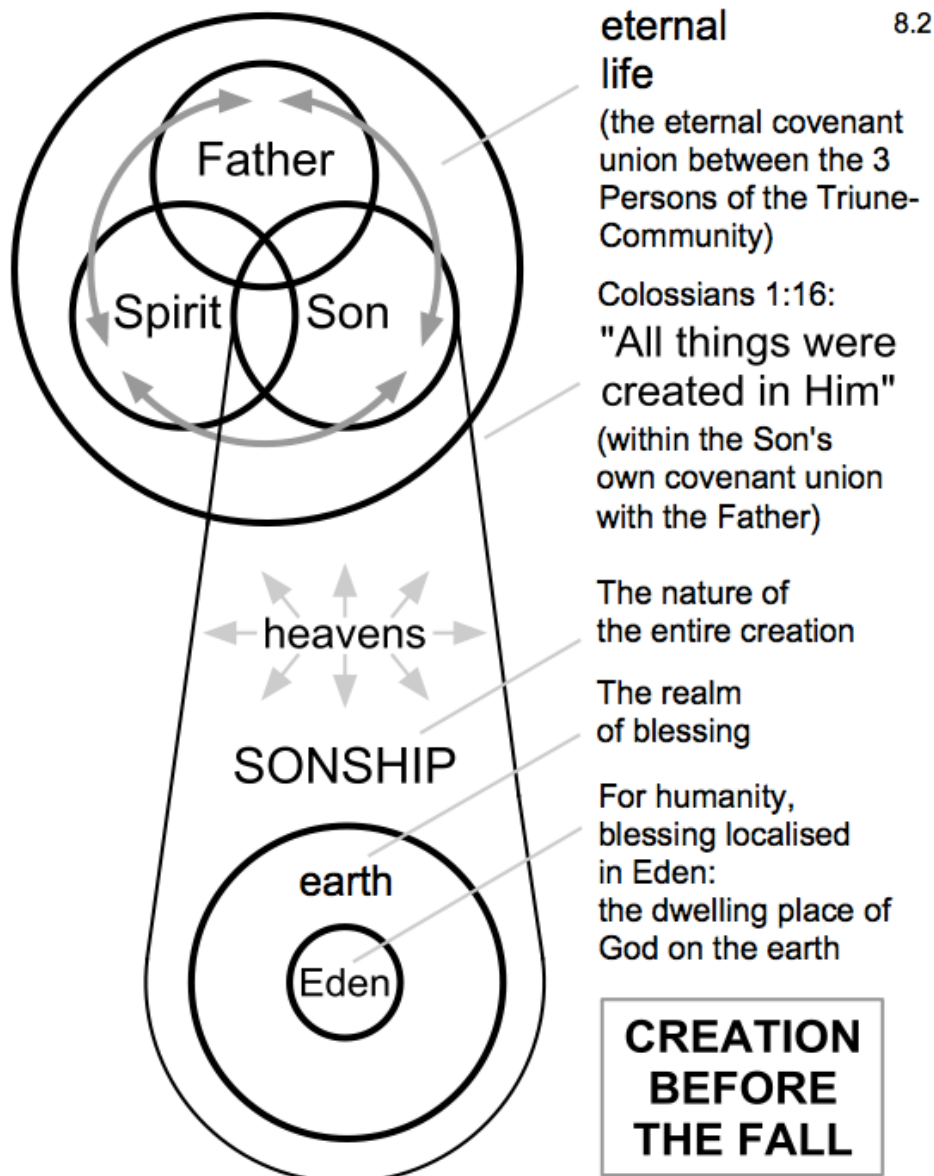 eternal
8.2
life
(the eternal covenant
union between the 3
Persons of the Triune-
Community)
Father
Spirit
Son
Colossians 1:16:
"All things were
created in Him"
(within the Son's
own covenant union
with the Father)
heavens
The nature of
the entire creation
SONSHIP
The realm
of blessing
earth
For humanity,
blessing localised
in Eden:
the dwelling place of
God on the earth
Eden
CREATION
BEFORE
THE FALL